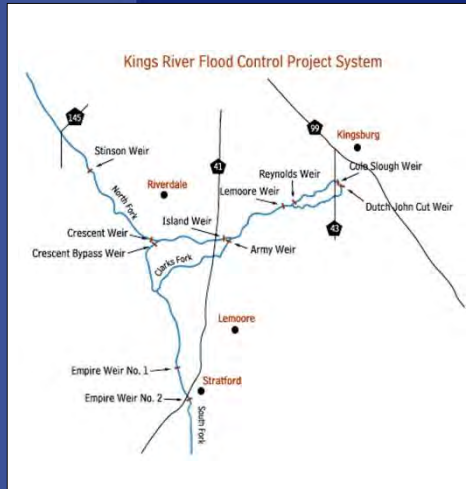 Kings River Flood Control Project System
145
99
Kingsburg
Stinson Weir
41
Cole Slough Weir
Reynolds Weir
Riverdale
Lemoore Weir
North Fork
Dutch John Cut Weir
Island Weir
43
Crescent Weir
Army Weir
Crescent Bypass Weir
Clarks Fork
Lemoore
Empire Weir No. 1
Stratford
Empire Weir No. 2
South Fork